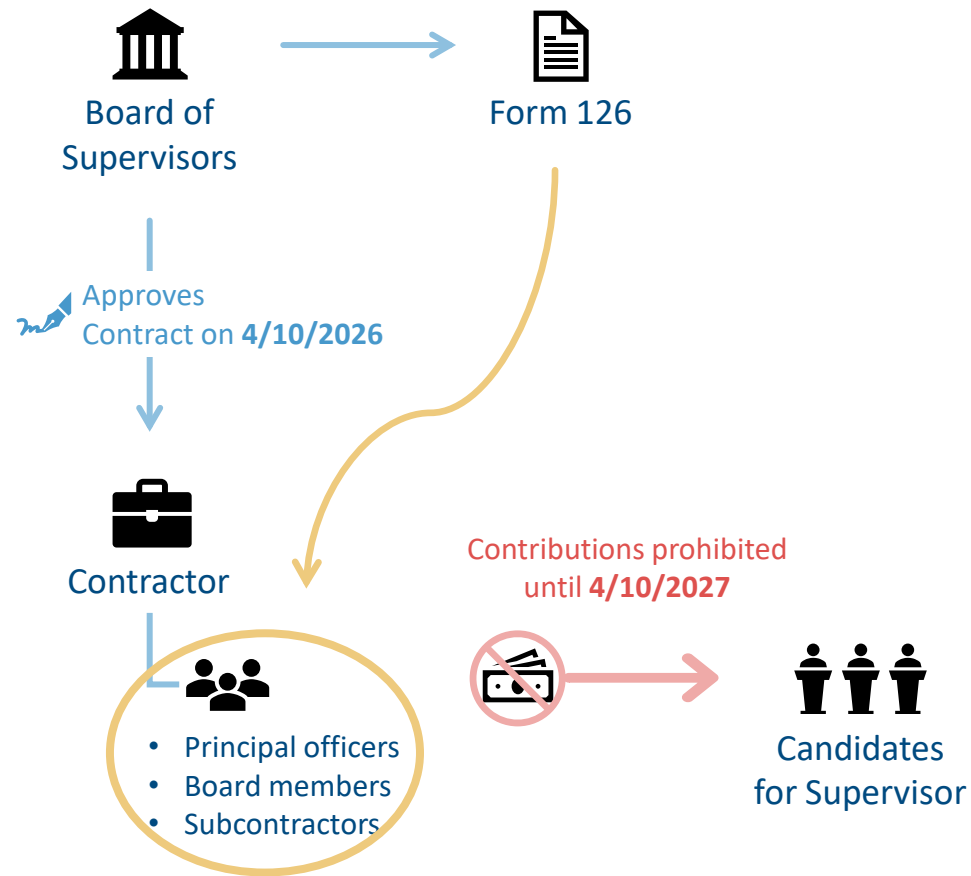 Board of
Supervisors
Form 126
Approves
Contract on 4/10/2026
Contractor
Contributions prohibited
until 4/10/2027
• Principal officers
• Board members
• Subcontractors
Candidates
for Supervisor